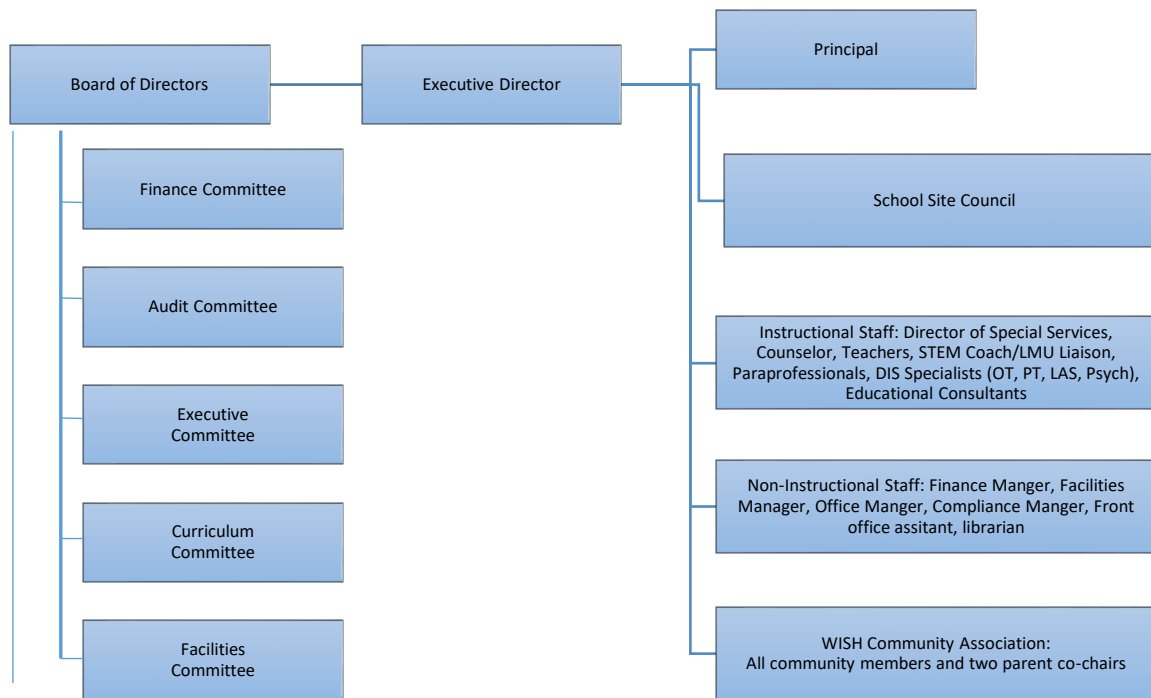 Board of Directors
Executive Director
Principal
School Site Council
Finance Committee
Audit Committee
Executive
Committee
Curriculum
Committee
Facilities
Committee
Instructional Staff: Director of Special Services,
Counselor, Teachers, STEM Coach/LMU Liaison,
Paraprofessionals, DIS Specialists (OT, PT, LAS, Psych),
Educational Consultants
Non-Instructional Staff: Finance Manger, Facilities
Manager, Office Manger, Compliance Manger, Front
office assitant, librarian
WISH Community Association:
All community members and two parent co-chairs